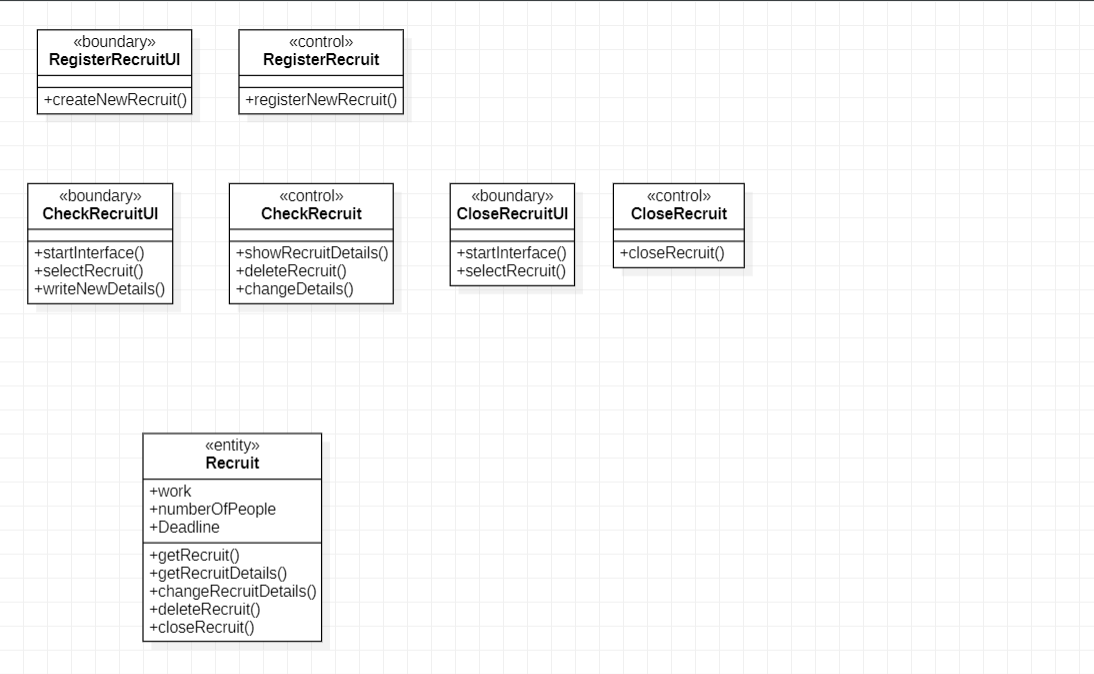 «boundary»
RegisterRecruitUI
+createNewRecruit()
«control»
RegisterRecruit
+registerNewRecruit()
«boundary»
CheckRecruitUI
+startInterface()
+selectRecruit()
+writeNewDetails()
«control»
CheckRecruit
+showRecruitDetails()
+deleteRecruit()
+changeDetails()
«boundary»
CloseRecruitUI
+startInterface()
+selectRecruit()
«control»
CloseRecruit
+closeRecruit()
«entity»
Recruit
+work
+numberOfPeople
+Deadline
+getRecruit()
+getRecruitDetails()
+changeRecruitDetails()
+deleteRecruit()
+closeRecruit()